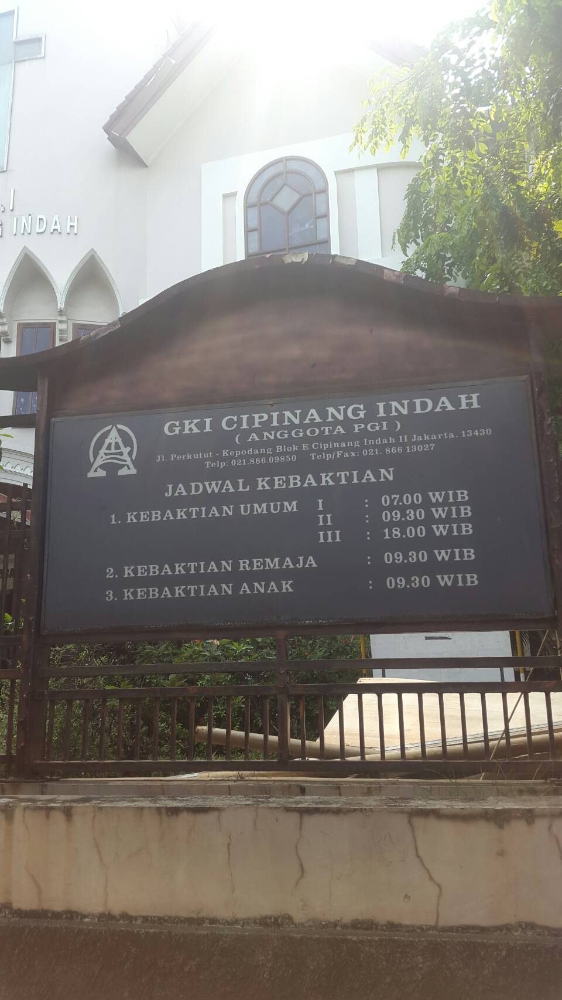 .I
G INDAH
GKI CIPINANG INDAH
( ANGGOTA PGI )
Jl. Perkutut - Kepodang Blok E Cipinang Indah II Jakarta. 13430
Telp: 021.866.09850 Telp/Fax: 021. 866 13027
JADWAL KEBAKTIAN
1. KEBAKTIAN UMUM I : 07.00 WIB
II : 09.30 WIB
III : 18.00 WIB
2. KEBAKTIAN REMAJA : 09.30 WIB
3. KEBAKTIAN ANAK : 09.30 WIB